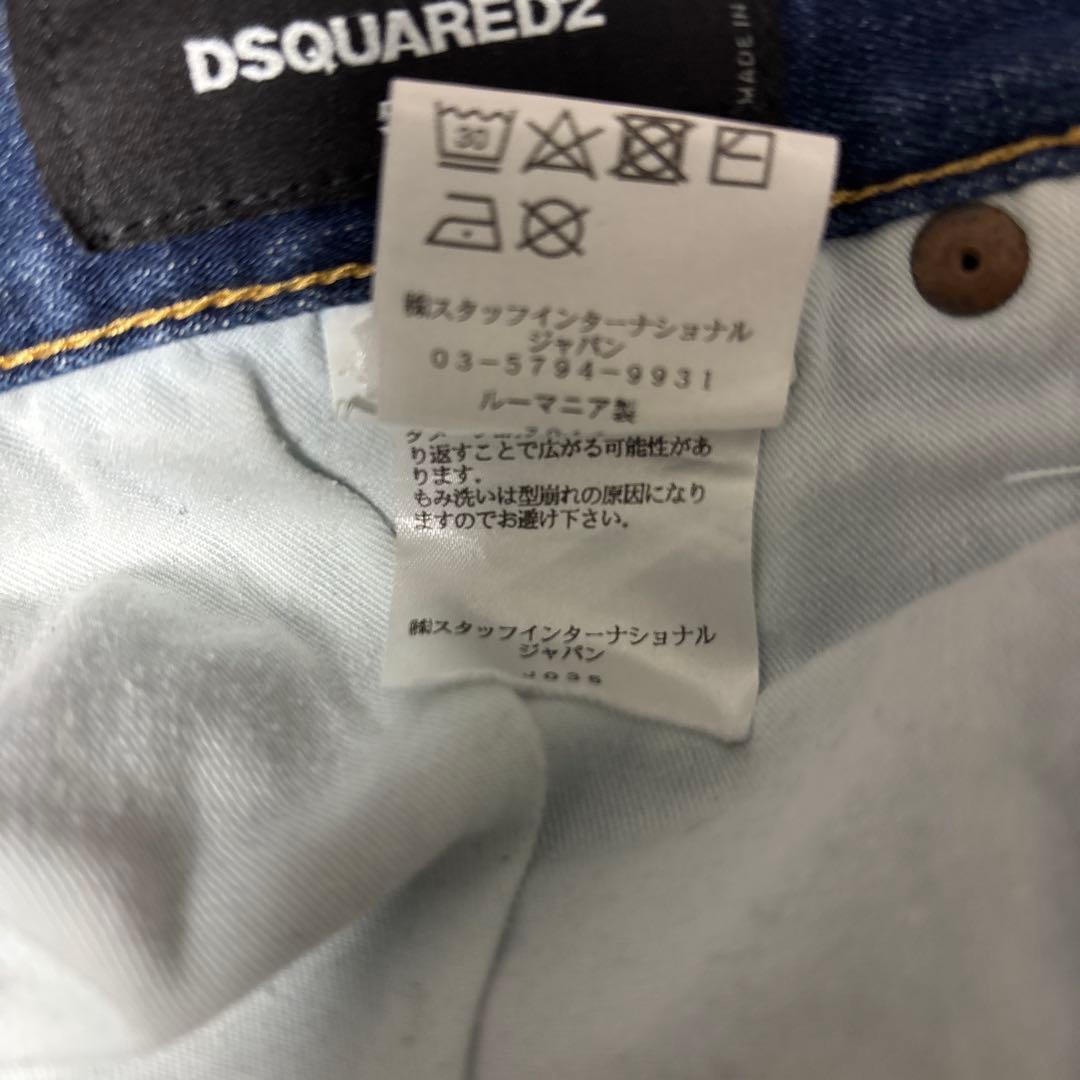 DSQUARED2
MADE IN
30
㈱スタッフインターナショナル
ジャパン
03-5794-9931
ルーマニア製
り返すことで広がる可能性があ
ります.
もみ洗いは型崩れの原因になり
ますのでお避け下さい。
㈱スタッフインターナショナル
ジャパン